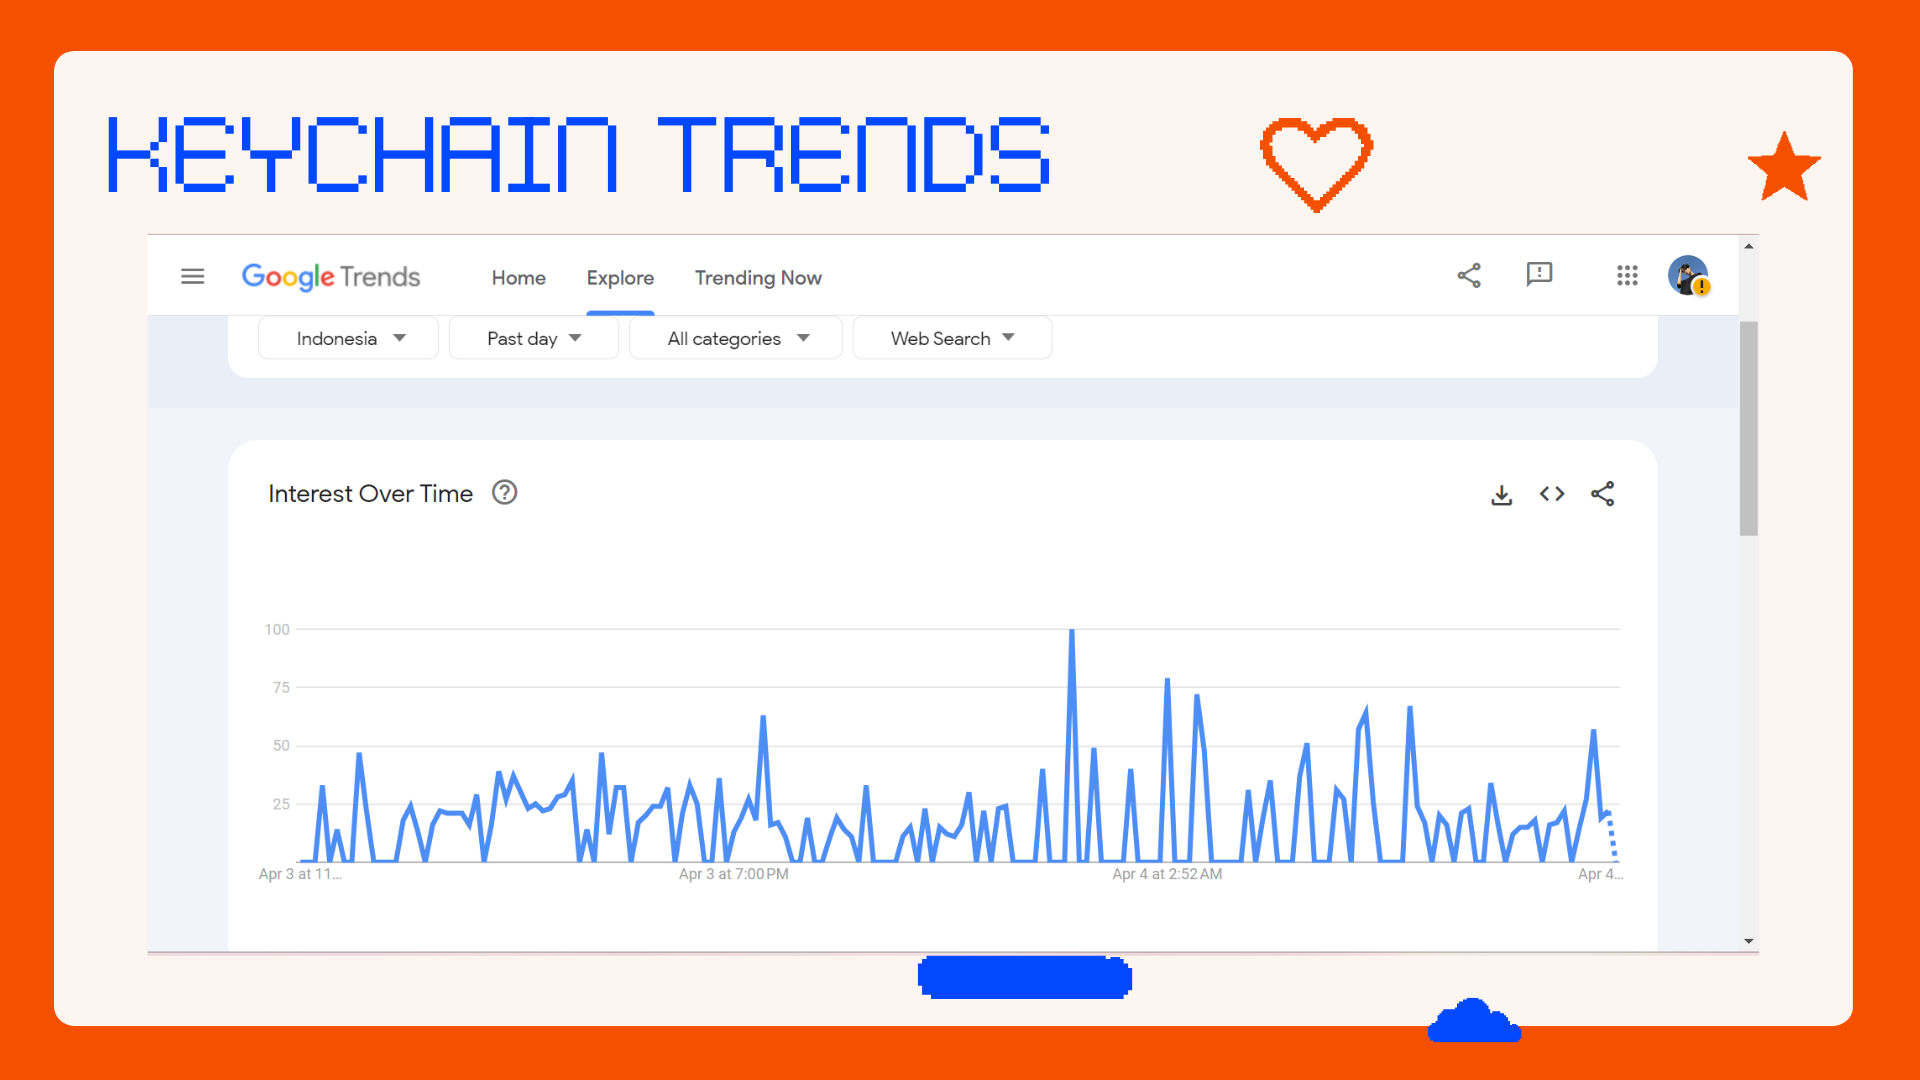 KEYCHAIN TRENDS
Google Trends Home Explore Trending Now
Indonesia Past day All categories Web Search
Interest Over Time
100
75
50
25
Apr 3 at 11... Apr 3 at 7:00 PM Apr 4 at 2:52 AM Apr 4...